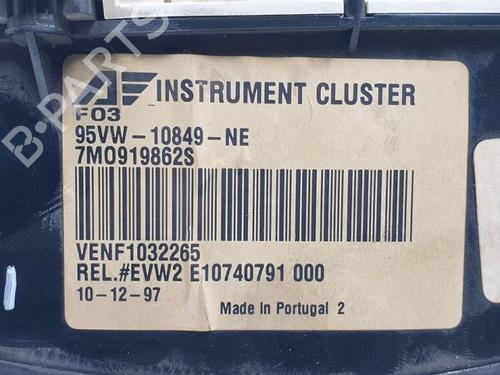 INSTRUMENT CLUSTER
F03
95VW-10849-NE
7M0919862S
VENF1032265
REL.#EVW2 E10740791 000
10-12-97
Made in Portugal 2
B-PARTS